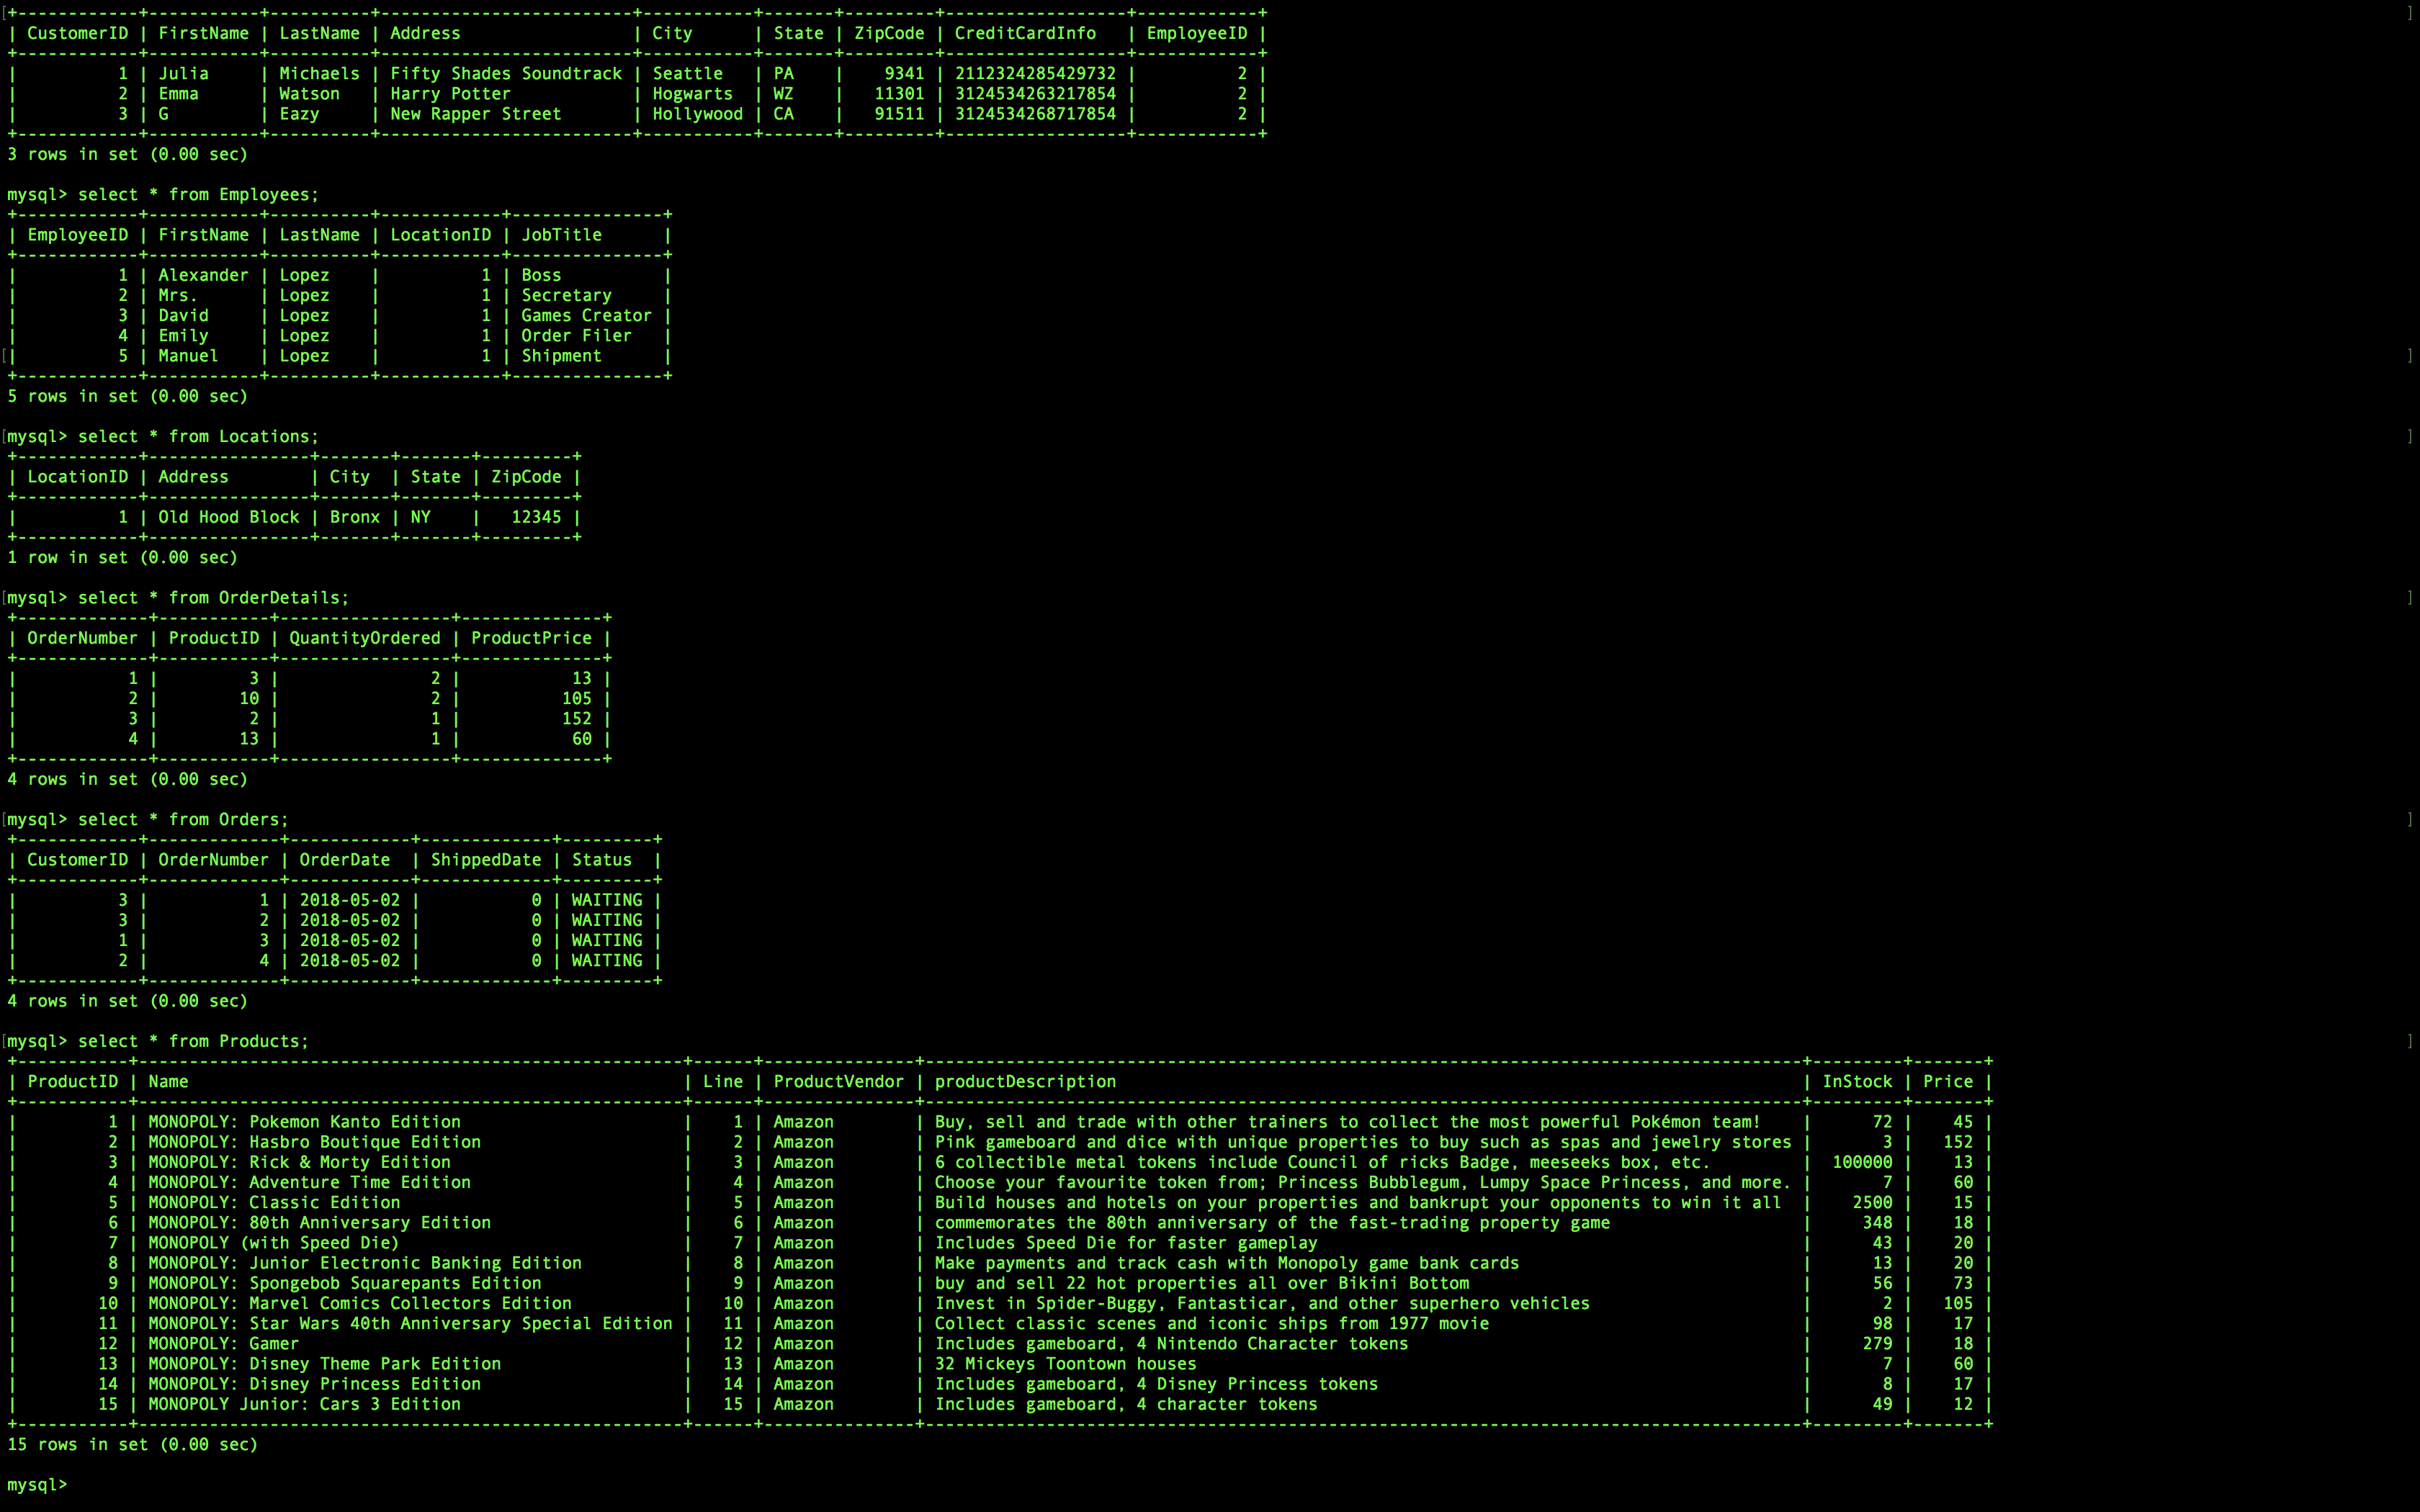 [+------------+-----------+----------+-------------------------+-----------+-------+---------+------------------+------------+ ]
| CustomerID | FirstName | LastName | Address                 | City      | State | ZipCode | CreditCardInfo   | EmployeeID |
+------------+-----------+----------+-------------------------+-----------+-------+---------+------------------+------------+
|          1 | Julia     | Michaels | Fifty Shades Soundtrack | Seattle   | PA    |    9341 | 2112324285429732 |          2 |
|          2 | Emma      | Watson   | Harry Potter            | Hogwarts  | WZ    |   11301 | 3124534263217854 |          2 |
|          3 | G         | Eazy     | New Rapper Street       | Hollywood | CA    |   91511 | 3124534268717854 |          2 |
+------------+-----------+----------+-------------------------+-----------+-------+---------+------------------+------------+
3 rows in set (0.00 sec)
mysql> select * from Employees;
+------------+-----------+----------+------------+---------------+
| EmployeeID | FirstName | LastName | LocationID | JobTitle      |
+------------+-----------+----------+------------+---------------+
|          1 | Alexander | Lopez    |          1 | Boss          |
|          2 | Mrs.      | Lopez    |          1 | Secretary     |
|          3 | David     | Lopez    |          1 | Games Creator |
|          4 | Emily     | Lopez    |          1 | Order Filer   |
[|          5 | Manuel    | Lopez    |          1 | Shipment      | ]
+------------+-----------+----------+------------+---------------+
5 rows in set (0.00 sec)
[mysql> select * from Locations; ]
+------------+----------------+-------+-------+---------+
| LocationID | Address        | City  | State | ZipCode |
+------------+----------------+-------+-------+---------+
|          1 | Old Hood Block | Bronx | NY    |   12345 |
+------------+----------------+-------+-------+---------+
1 row in set (0.00 sec)
[mysql> select * from OrderDetails; ]
+-------------+-----------+-----------------+--------------+
| OrderNumber | ProductID | QuantityOrdered | ProductPrice |
+-------------+-----------+-----------------+--------------+
|           1 |         3 |               2 |           13 |
|           2 |        10 |               2 |          105 |
|           3 |         2 |               1 |          152 |
|           4 |        13 |               1 |           60 |
+-------------+-----------+-----------------+--------------+
4 rows in set (0.00 sec)
[mysql> select * from Orders; ]
+------------+-------------+------------+-------------+---------+
| CustomerID | OrderNumber | OrderDate  | ShippedDate | Status  |
+------------+-------------+------------+-------------+---------+
|          3 |           1 | 2018-05-02 |           0 | WAITING |
|          3 |           2 | 2018-05-02 |           0 | WAITING |
|          1 |           3 | 2018-05-02 |           0 | WAITING |
|          2 |           4 | 2018-05-02 |           0 | WAITING |
+------------+-------------+------------+-------------+---------+
4 rows in set (0.00 sec)
[mysql> select * from Products; ]
+-----------+------------------------------------------------------+------+---------------+---------------------------------------------------------------------------------------+---------+-------+
| ProductID | Name                                                 | Line | ProductVendor | productDescription                                                                    | InStock | Price |
+-----------+------------------------------------------------------+------+---------------+---------------------------------------------------------------------------------------+---------+-------+
|         1 | MONOPOLY: Pokemon Kanto Edition                      |    1 | Amazon        | Buy, sell and trade with other trainers to collect the most powerful Pokémon team!    |      72 |    45 |
|         2 | MONOPOLY: Hasbro Boutique Edition                    |    2 | Amazon        | Pink gameboard and dice with unique properties to buy such as spas and jewelry stores |       3 |   152 |
|         3 | MONOPOLY: Rick & Morty Edition                       |    3 | Amazon        | 6 collectible metal tokens include Council of ricks Badge, meeseeks box, etc.         |  100000 |    13 |
|         4 | MONOPOLY: Adventure Time Edition                     |    4 | Amazon        | Choose your favourite token from; Princess Bubblegum, Lumpy Space Princess, and more. |       7 |    60 |
|         5 | MONOPOLY: Classic Edition                            |    5 | Amazon        | Build houses and hotels on your properties and bankrupt your opponents to win it all  |    2500 |    15 |
|         6 | MONOPOLY: 80th Anniversary Edition                   |    6 | Amazon        | commemorates the 80th anniversary of the fast-trading property game                   |     348 |    18 |
|         7 | MONOPOLY (with Speed Die)                            |    7 | Amazon        | Includes Speed Die for faster gameplay                                                |      43 |    20 |
|         8 | MONOPOLY: Junior Electronic Banking Edition          |    8 | Amazon        | Make payments and track cash with Monopoly game bank cards                            |      13 |    20 |
|         9 | MONOPOLY: Spongebob Squarepants Edition              |    9 | Amazon        | buy and sell 22 hot properties all over Bikini Bottom                                 |      56 |    73 |
|        10 | MONOPOLY: Marvel Comics Collectors Edition           |   10 | Amazon        | Invest in Spider-Buggy, Fantasticar, and other superhero vehicles                     |       2 |   105 |
|        11 | MONOPOLY: Star Wars 40th Anniversary Special Edition |   11 | Amazon        | Collect classic scenes and iconic ships from 1977 movie                               |      98 |    17 |
|        12 | MONOPOLY: Gamer                                      |   12 | Amazon        | Includes gameboard, 4 Nintendo Character tokens                                       |     279 |    18 |
|        13 | MONOPOLY: Disney Theme Park Edition                  |   13 | Amazon        | 32 Mickeys Toontown houses                                                            |       7 |    60 |
|        14 | MONOPOLY: Disney Princess Edition                    |   14 | Amazon        | Includes gameboard, 4 Disney Princess tokens                                          |       8 |    17 |
|        15 | MONOPOLY Junior: Cars 3 Edition                      |   15 | Amazon        | Includes gameboard, 4 character tokens                                                |      49 |    12 |
+-----------+------------------------------------------------------+------+---------------+---------------------------------------------------------------------------------------+---------+-------+
15 rows in set (0.00 sec)
mysql>